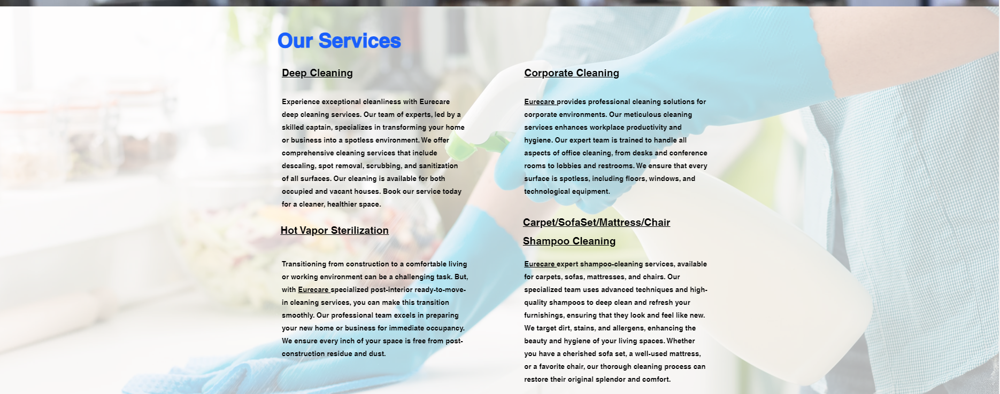 Our Services
Deep Cleaning
Experience exceptional cleanliness with Eurecare
deep cleaning services. Our team of experts, led by a
skilled captain, specializes in transforming your home
or business into a spotless environment. We offer
comprehensive cleaning services that include
descaling, spot removal, scrubbing, and sanitization
of all surfaces. Our cleaning is available for both
occupied and vacant houses. Book our service today
for a cleaner, healthier space.
Hot Vapor Sterilization
Transitioning from construction to a comfortable living
or working environment can be a challenging task. But,
with Eurecare specialized post-interior ready-to-move-
in cleaning services, you can make this transition
smoothly. Our professional team excels in preparing
your new home or business for immediate occupancy.
We ensure every inch of your space is free from post-
construction residue and dust.
Corporate Cleaning
Eurecare provides professional cleaning solutions for
corporate environments. Our meticulous cleaning
services enhances workplace productivity and
hygiene. Our expert team is trained to handle all
aspects of office cleaning, from desks and conference
rooms to lobbies and restrooms. We ensure that every
surface is spotless, including floors, windows, and
technological equipment.
Carpet/SofaSet/Mattress/Chair
Shampoo Cleaning
Eurecare expert shampoo-cleaning services, available
for carpets, sofas, mattresses, and chairs. Our
specialized team uses advanced techniques and high-
quality shampoos to deep clean and refresh your
furnishings, ensuring that they look and feel like new.
We target dirt, stains, and allergens, enhancing the
beauty and hygiene of your living spaces. Whether
you have a cherished sofa set, a well-used mattress,
or a favorite chair, our thorough cleaning process can
restore their original splendor and comfort.